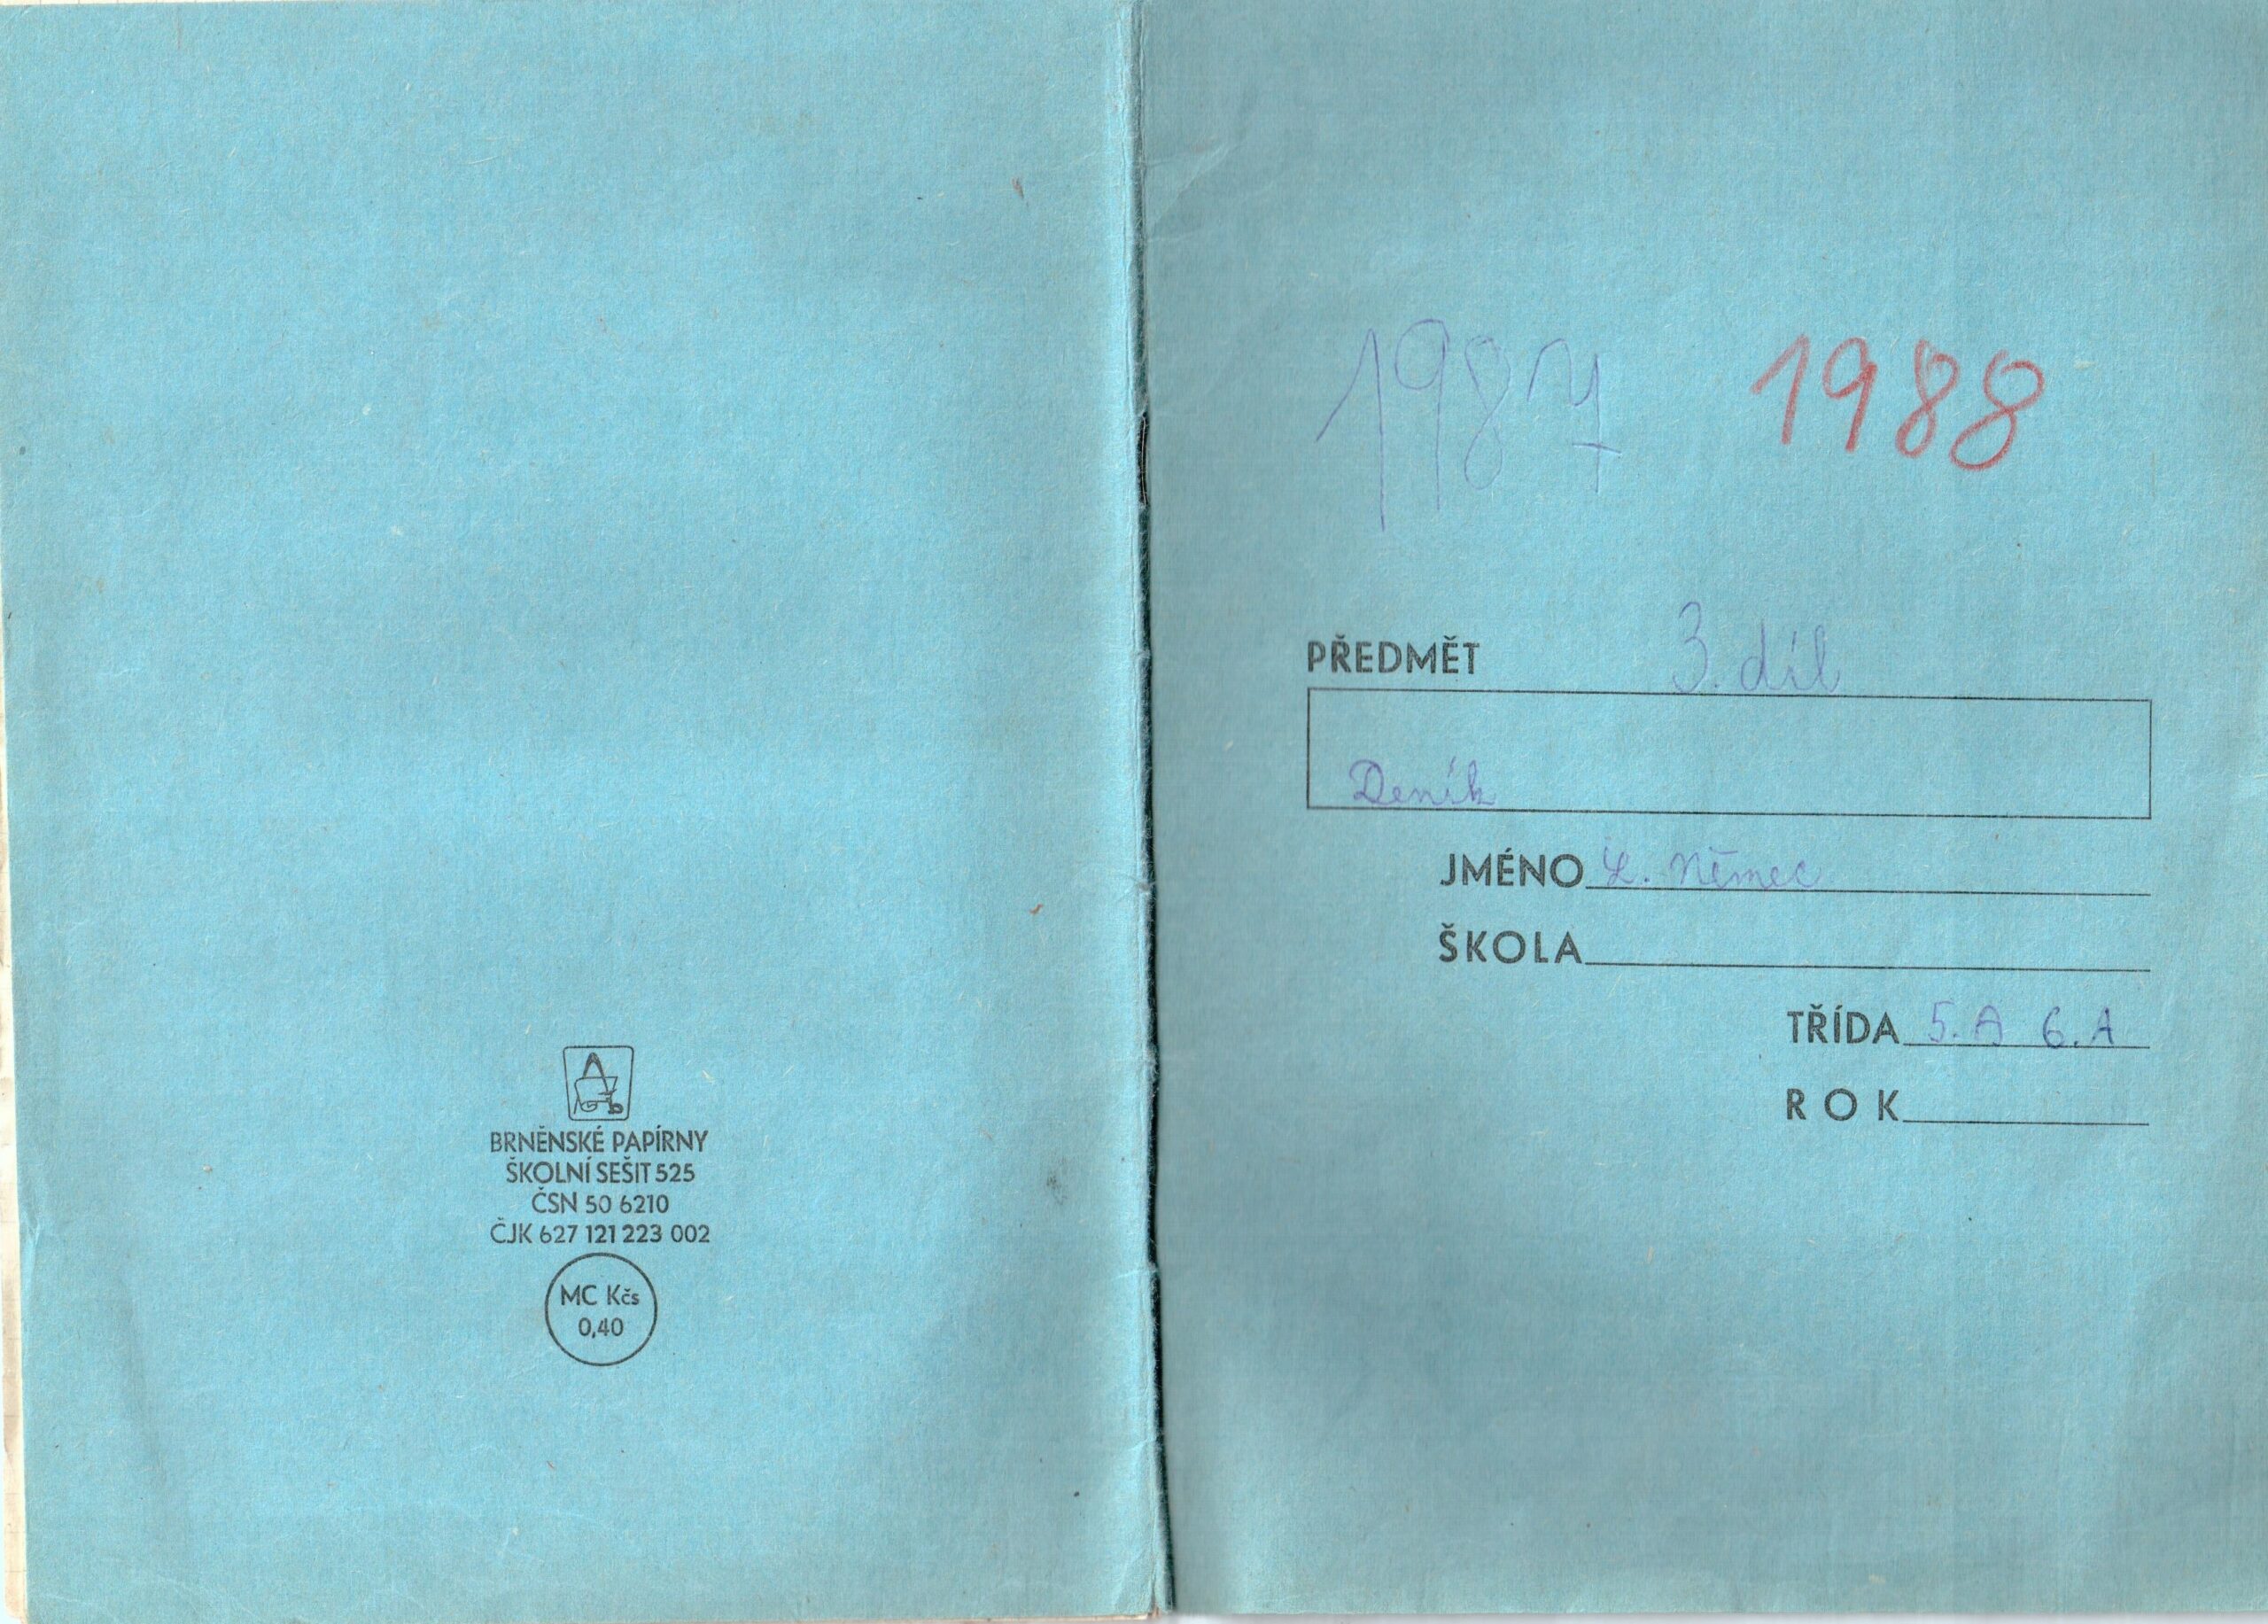 BRNĚNSKÉ PAPÍRNY
ŠKOLNÍ SEŠIT 525
ČSN 50 6210
ČJK 627 121 223 002
MC Kčs
0,40
1987 1988
PŘEDMĚT 3. díl
Deník
JMÉNO L. Němec
ŠKOLA
TŘÍDA 5. A 6. A
ROK